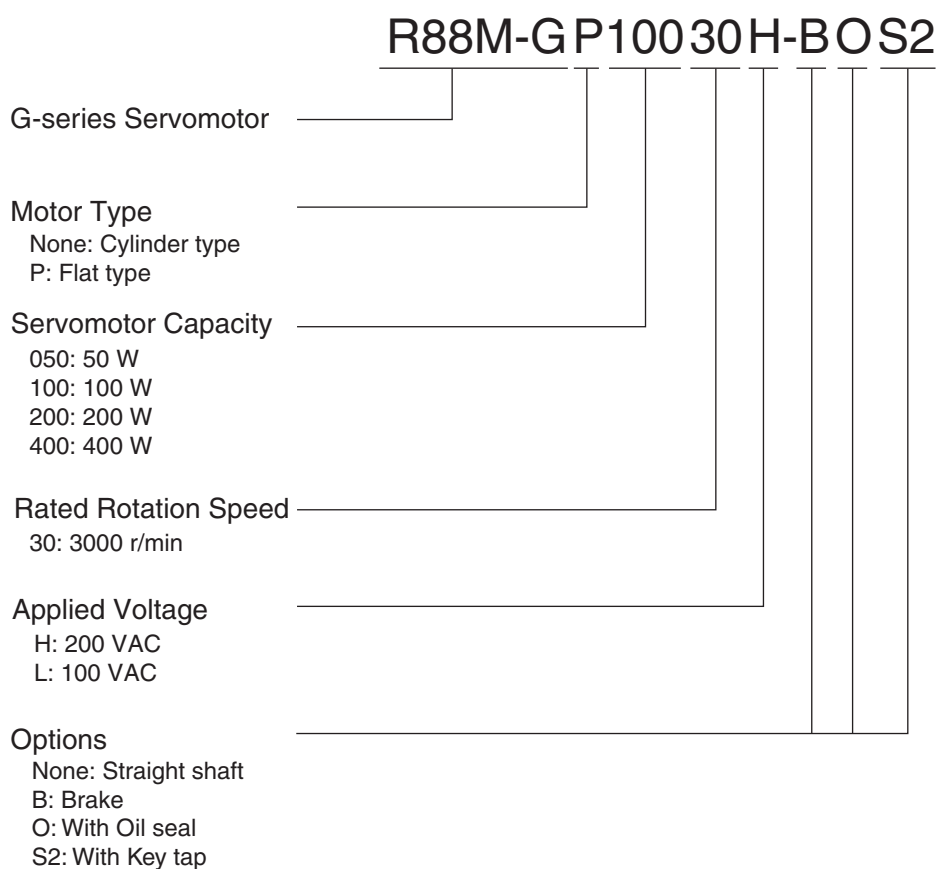 R88M-GP10030H-BOS2
G-series Servomotor
Motor Type
None: Cylinder type
P: Flat type
Servomotor Capacity
050: 50 W
100: 100 W
200: 200 W
400: 400 W
Rated Rotation Speed
30: 3000 r/min
Applied Voltage
H: 200 VAC
L: 100 VAC
Options
None: Straight shaft
B: Brake
O: With Oil seal
S2: With Key tap